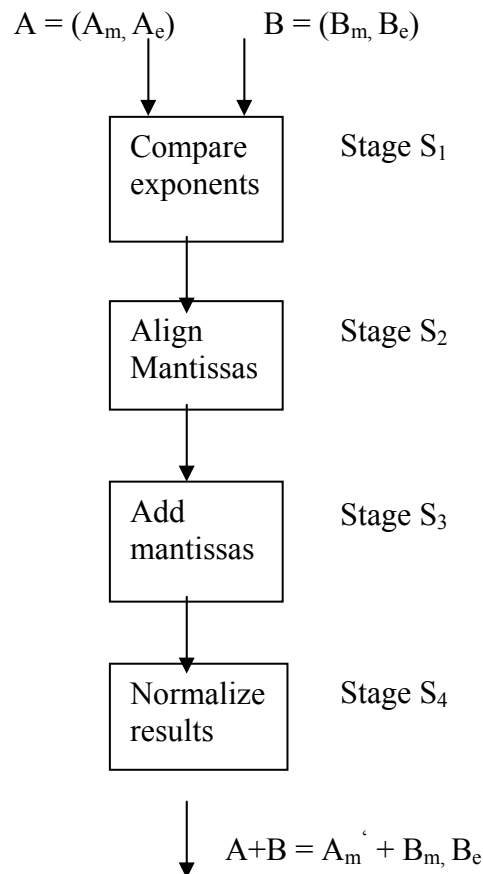 A = (Aₘ, Aₑ) B = (Bₘ, Bₑ)
Compare
exponents
Stage S₁
Align
Mantissas
Stage S₂
Add
mantissas
Stage S₃
Normalize
results
Stage S₄
A+B = Aₘ‘ + Bₘ, Bₑ